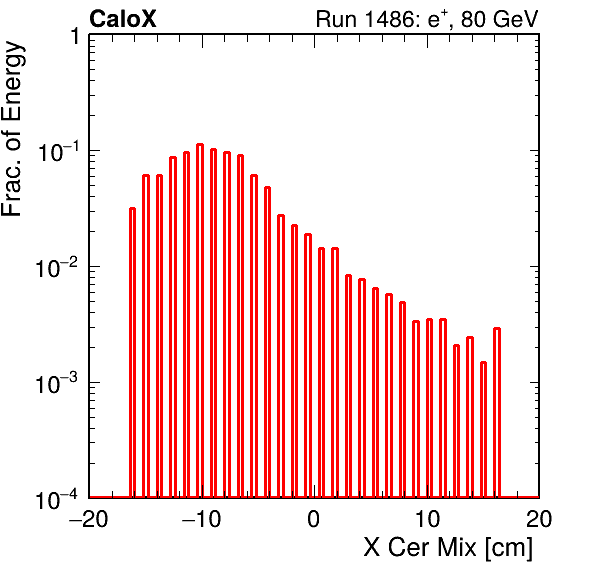 CaloX
Run 1486: e⁺, 80 GeV
Frac. of Energy
1
10⁻¹
10⁻²
10⁻³
10⁻⁴
−20
−10
0
10
20
X Cer Mix [cm]